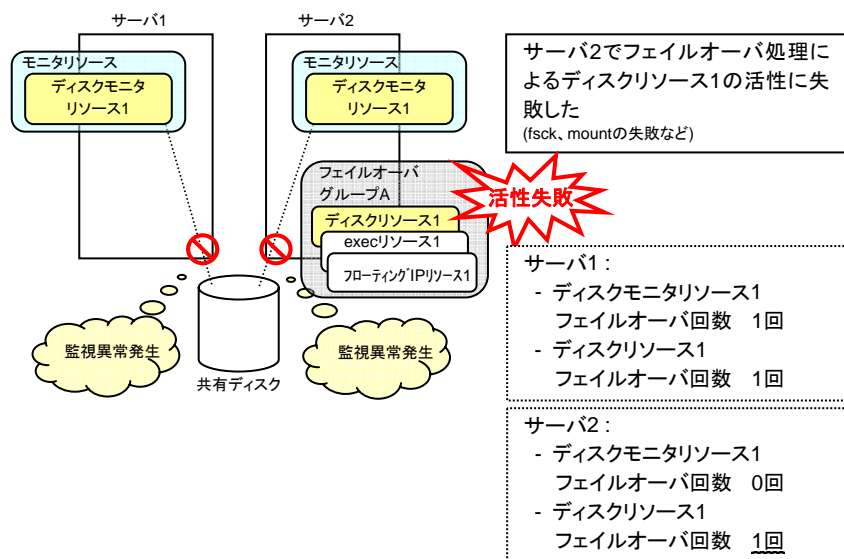 サーバ1
サーバ2
モニタリソース
ディスクモニタ
リソース1
モニタリソース
ディスクモニタ
リソース1
サーバ2でフェイルオーバ処理に
よるディスクリソース1の活性に失
敗した
(fsck、mountの失敗など)
フェイルオーバ
グループA
活性失敗
ディスクリソース1
execリソース1
フローティングIPリソース1
監視異常発生
共有ディスク
監視異常発生
サーバ1 :
- ディスクモニタリソース1
フェイルオーバ回数 1回
- ディスクリソース1
フェイルオーバ回数 1回
サーバ2 :
- ディスクモニタリソース1
フェイルオーバ回数 0回
- ディスクリソース1
フェイルオーバ回数 1回